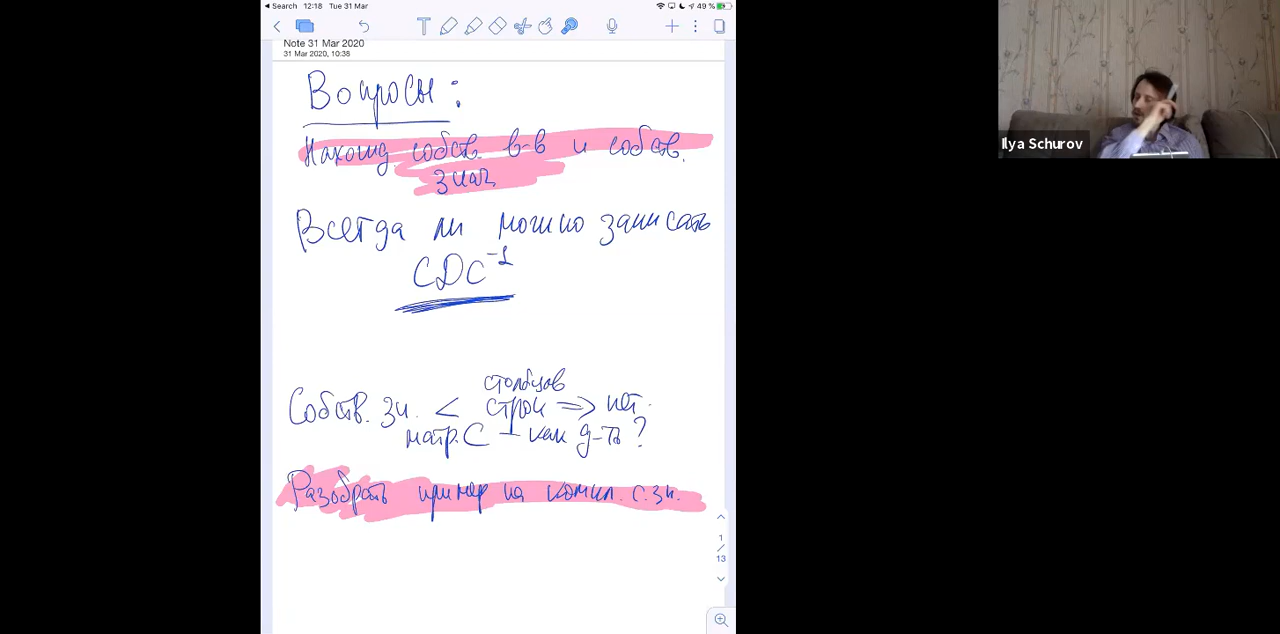 Search 12:18 Tue 31 Mar 49 %
Note 31 Mar 2020
31 Mar 2020, 10:38
Вопросы:
Нахожд. собств. в-в и собств.
знач.
Всегда ли можно записать
CDC⁻¹
столбцов
Собств. зн. < строк => нет.
матр. C - как д-ть?
Разобрать пример на компл. с.зн.
1
/
13
Ilya Schurov